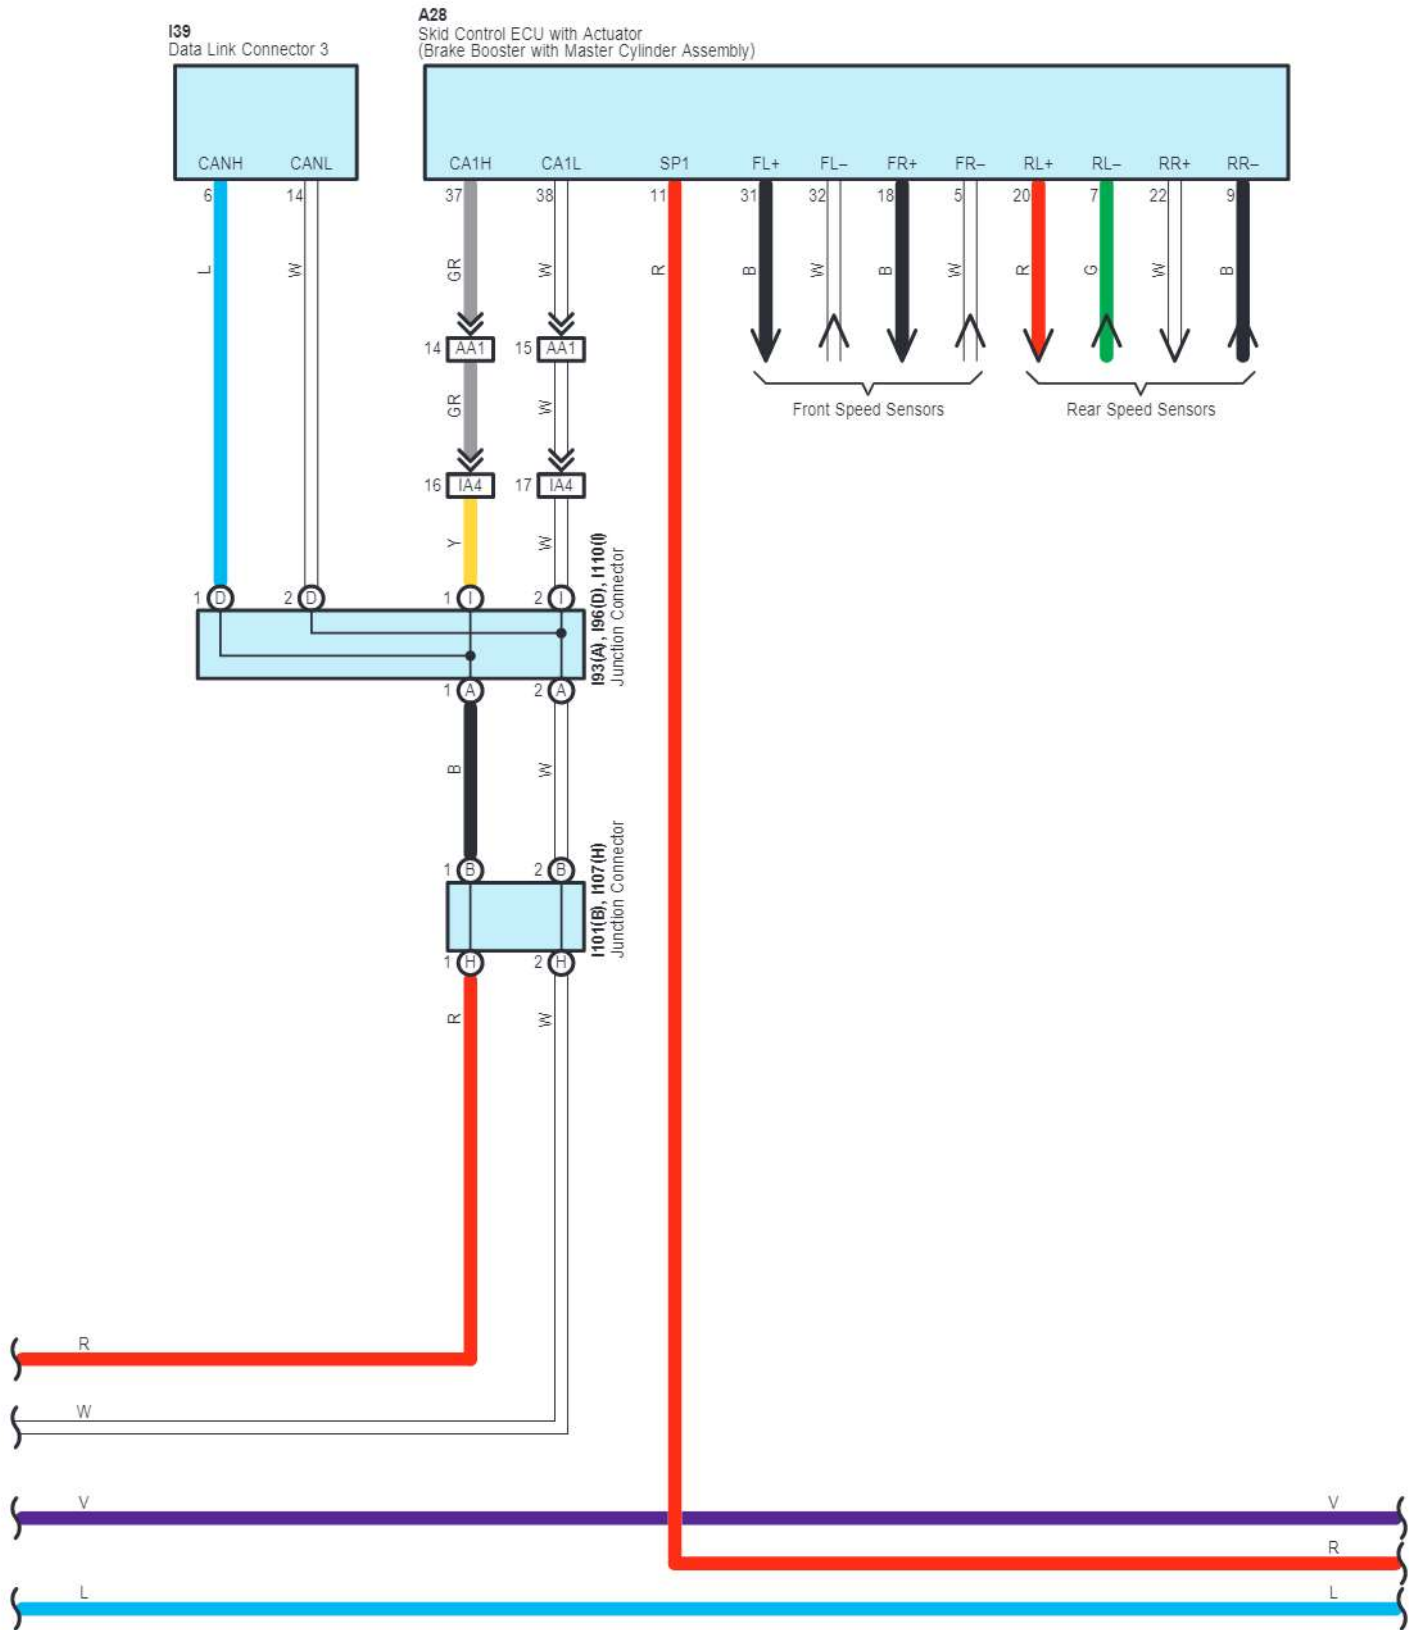 I39
Data Link Connector 3
A28
Skid Control ECU with Actuator
(Brake Booster with Master Cylinder Assembly)
CANH CANL CA1H CA1L SP1 FL+ FL– FR+ FR– RL+ RL– RR+ RR–
6 14 37 38 11 31 32 18 5 20 7 22 9
L W GR W R B W B W R G W B
14 AA1 15 AA1
GR W
Front Speed Sensors Rear Speed Sensors
16 IA4 17 IA4
Y W
1 D 2 D 1 I 2 I
I93(A), I96(D), I110(I)
Junction Connector
1 A 2 A
B W
1 B 2 B
I101(B), I107(H)
Junction Connector
1 H 2 H
R W
R
W
V V
R
L L